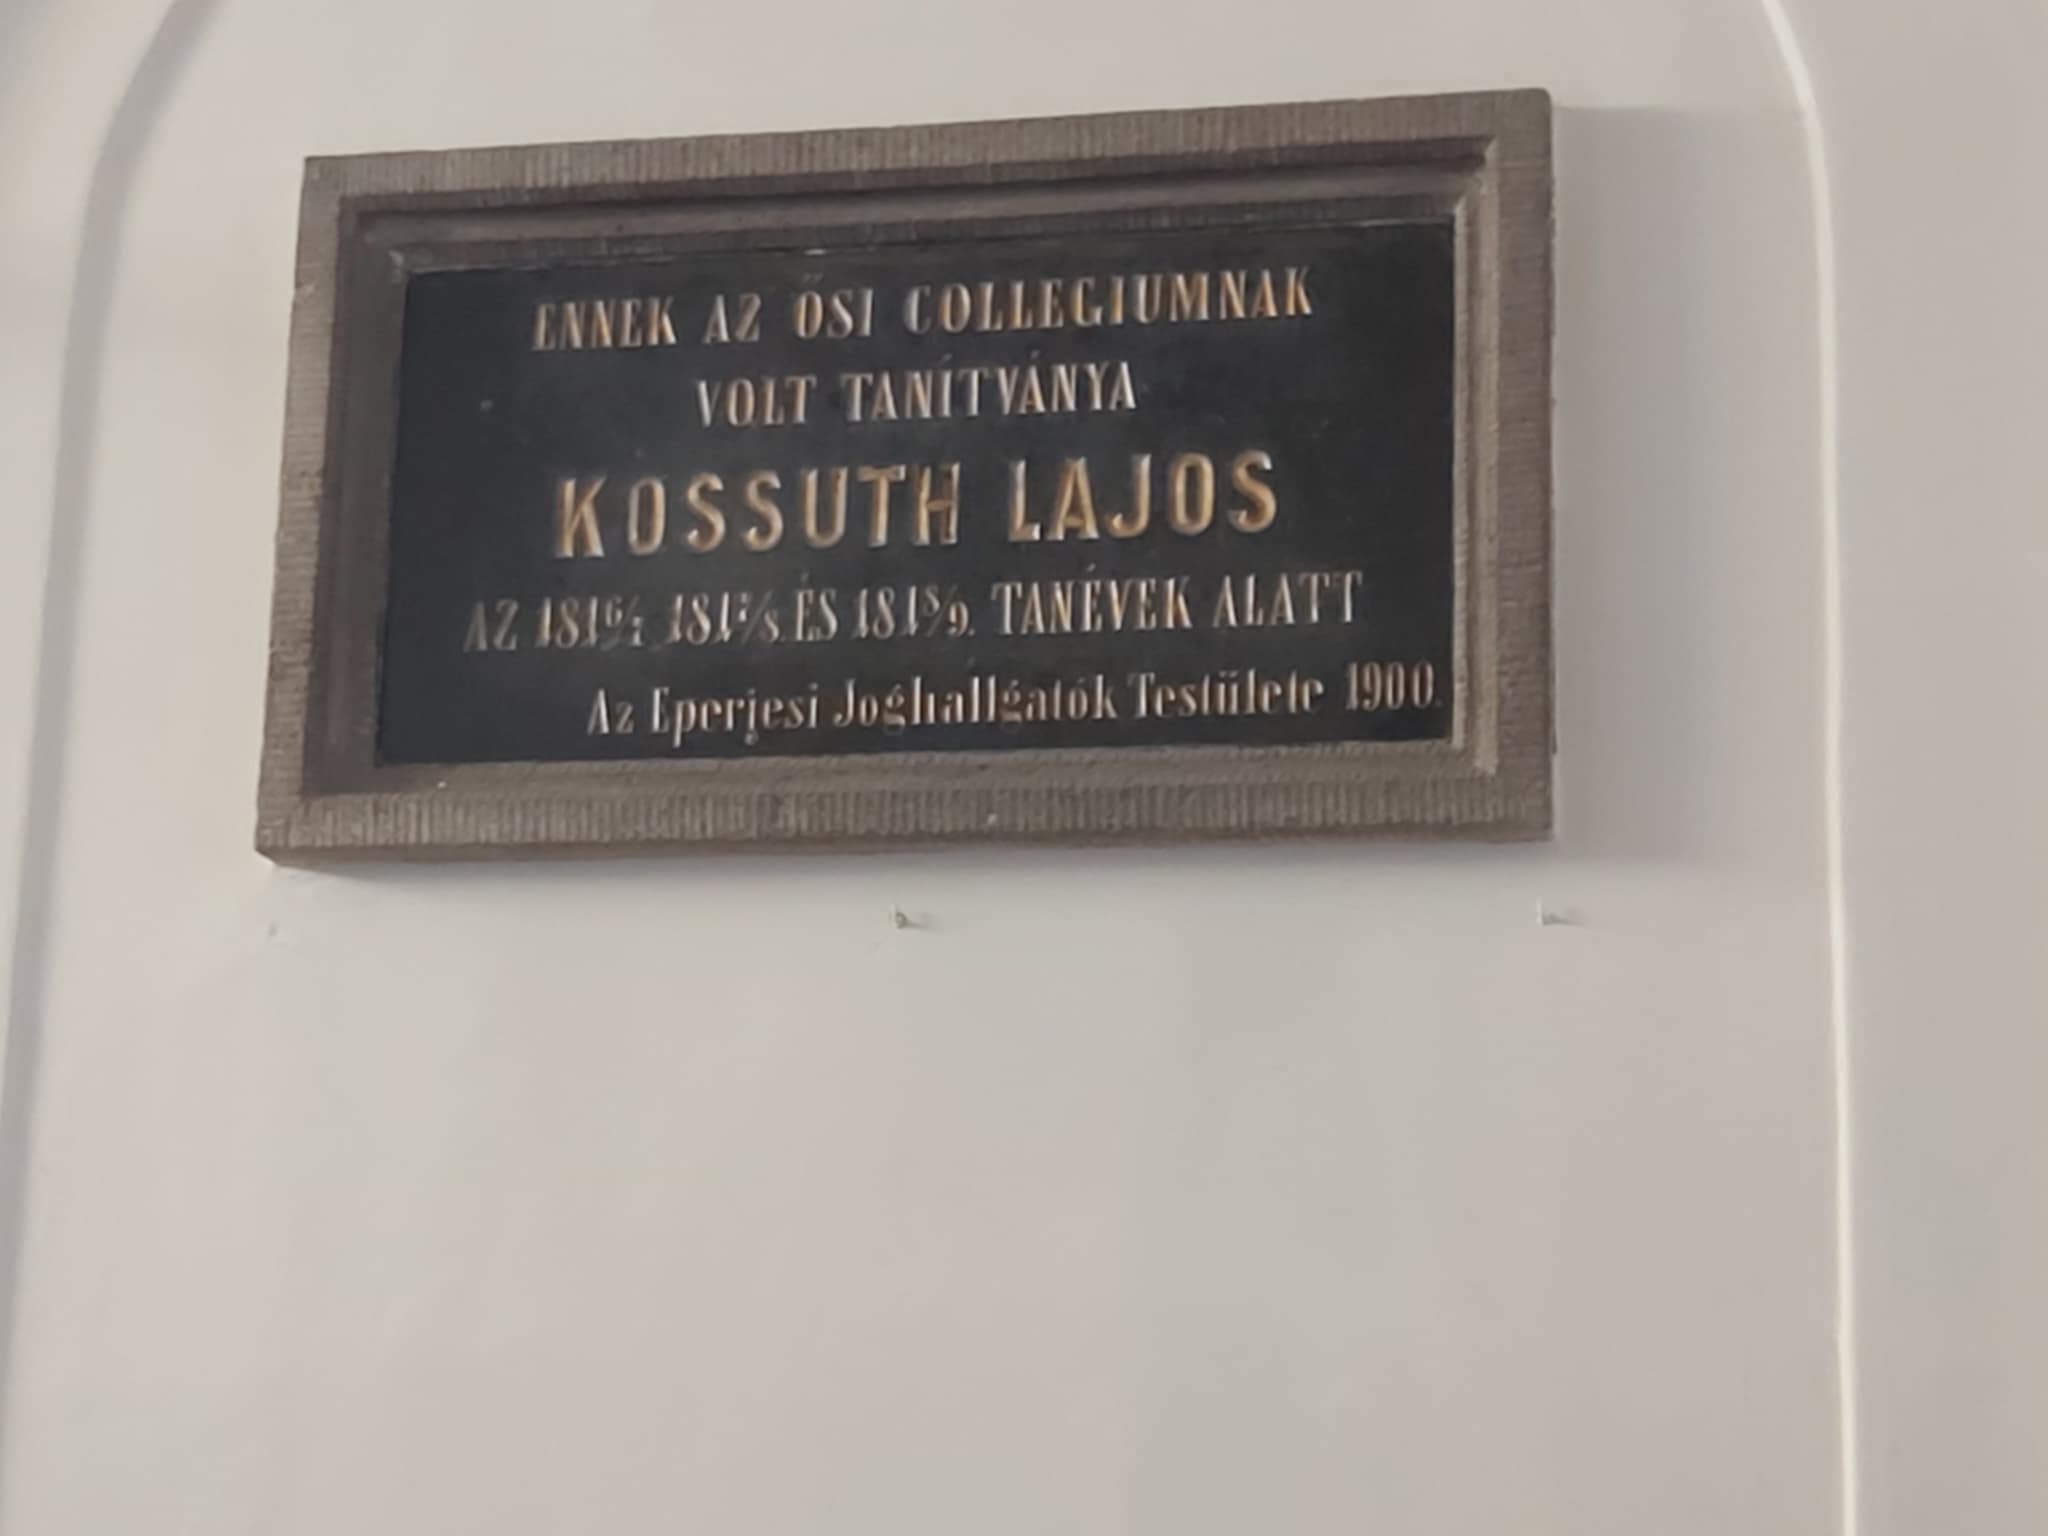 ENNEK AZ ŐSI COLLEGIUMNAK
VOLT TANÍTVÁNYA
KOSSUTH LAJOS
AZ 1816/7. 1817/8. ÉS 1818/9. TANÉVEK ALATT
Az Eperjesi Joghallgatók Testülete 1900.